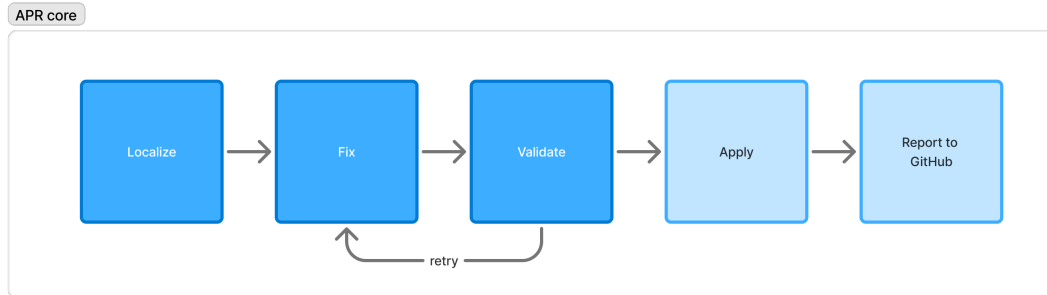 APR core
Localize
Fix
Validate
Apply
Report to
GitHub
retry